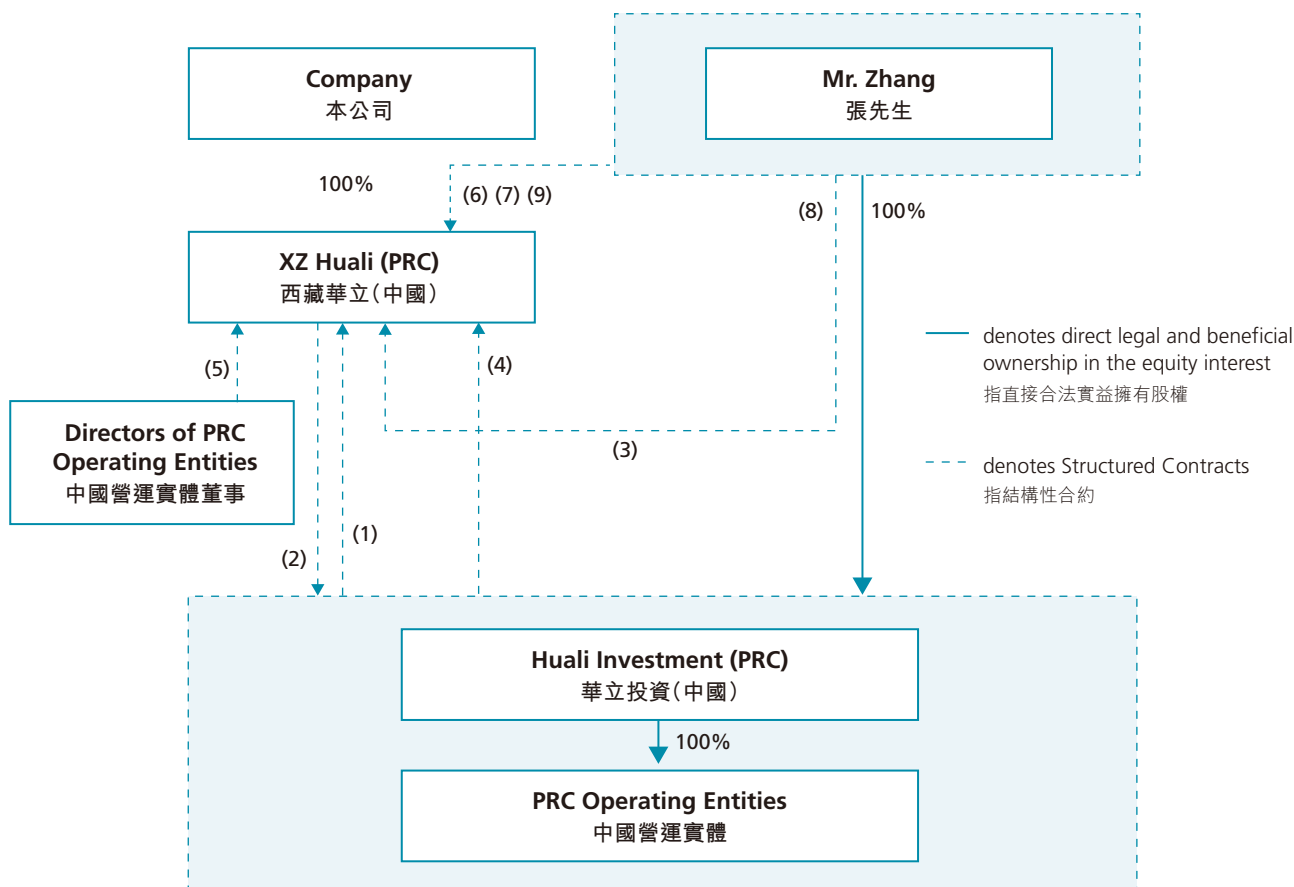 Company
本公司
Mr. Zhang
張先生
100%
(6) (7) (9)
(8)
100%
XZ Huali (PRC)
西藏華立(中國)
(5)
(4)
Directors of PRC
Operating Entities
中國營運實體董事
(3)
(2)
(1)
denotes direct legal and beneficial
ownership in the equity interest
指直接合法實益擁有股權
denotes Structured Contracts
指結構性合約
Huali Investment (PRC)
華立投資(中國)
100%
PRC Operating Entities
中國營運實體